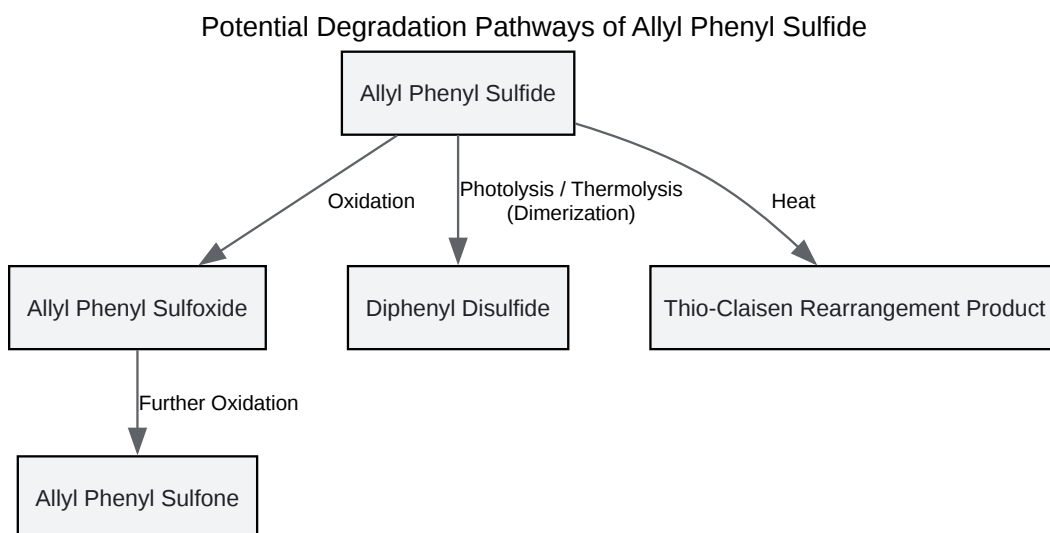 Potential Degradation Pathways of Allyl Phenyl Sulfide
Allyl Phenyl Sulfide
Oxidation
Photolysis / Thermolysis
(Dimerization)
Heat
Allyl Phenyl Sulfoxide
Diphenyl Disulfide
Thio-Claisen Rearrangement Product
Further Oxidation
Allyl Phenyl Sulfone